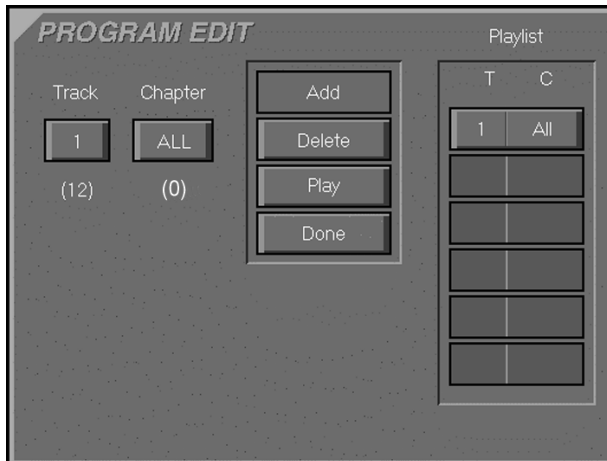 PROGRAM EDIT
Playlist
Track Chapter
1 ALL
(12) (0)
Add
Delete
Play
Done
T C
1 All